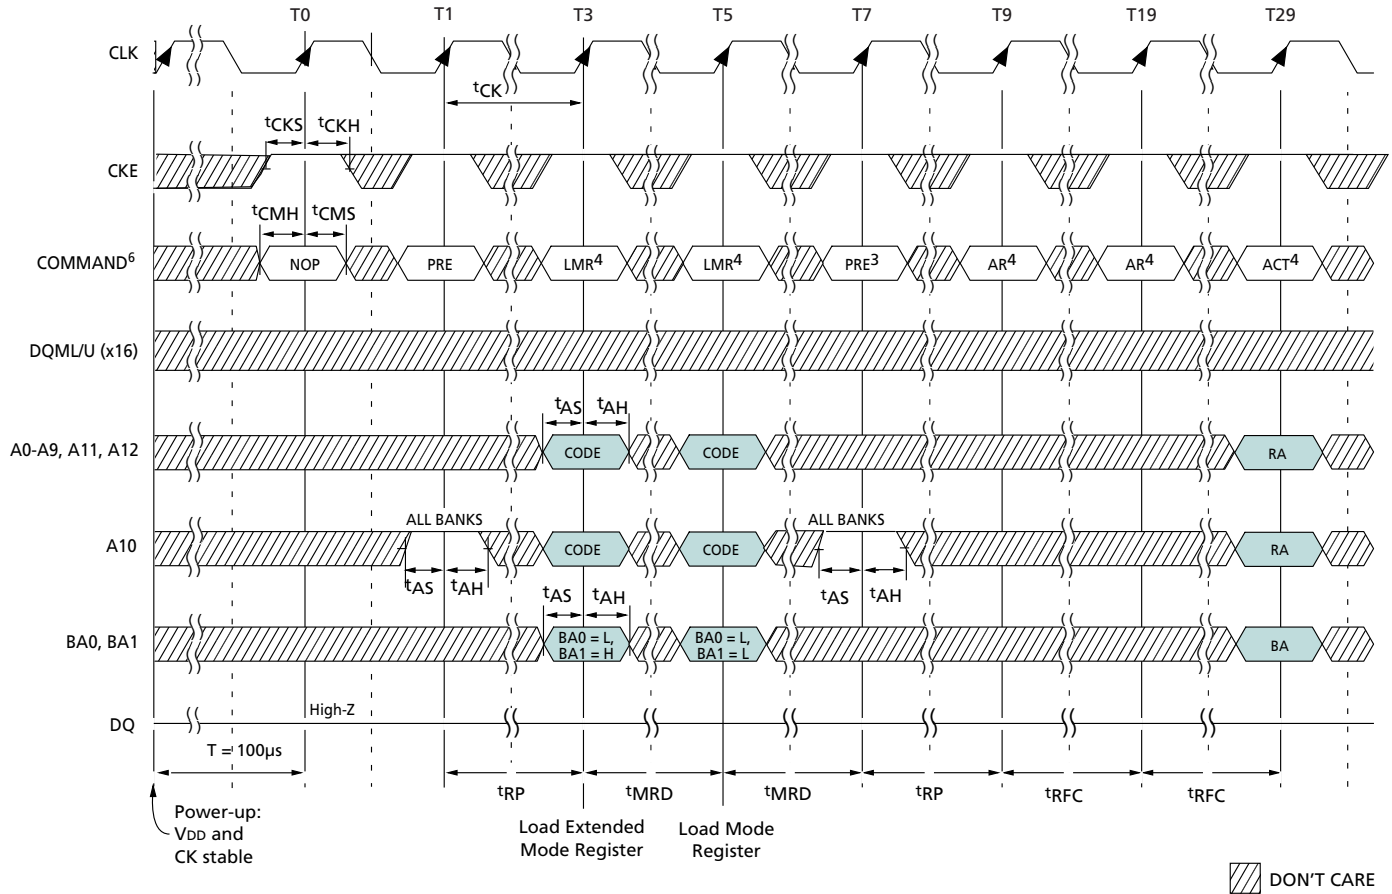 T0 T1 T3 T5 T7 T9 T19 T29
CLK
tCK
tCKS tCKH
CKE
tCMH tCMS
COMMAND6 NOP PRE LMR4 LMR4 PRE3 AR4 AR4 ACT4
DQML/U (x16)
tAS tAH
A0-A9, A11, A12 CODE CODE RA
ALL BANKS ALL BANKS
A10 CODE CODE RA
tAS tAH tAS tAH
tAS tAH
BA0, BA1 BA0 = L, BA0 = L, BA
BA1 = H BA1 = L
High-Z
DQ
T = 100µs
tRP tMRD tMRD tRP tRFC tRFC
Power-up:
VDD and
CK stable
Load Extended
Mode Register
Load Mode
Register
DON'T CARE